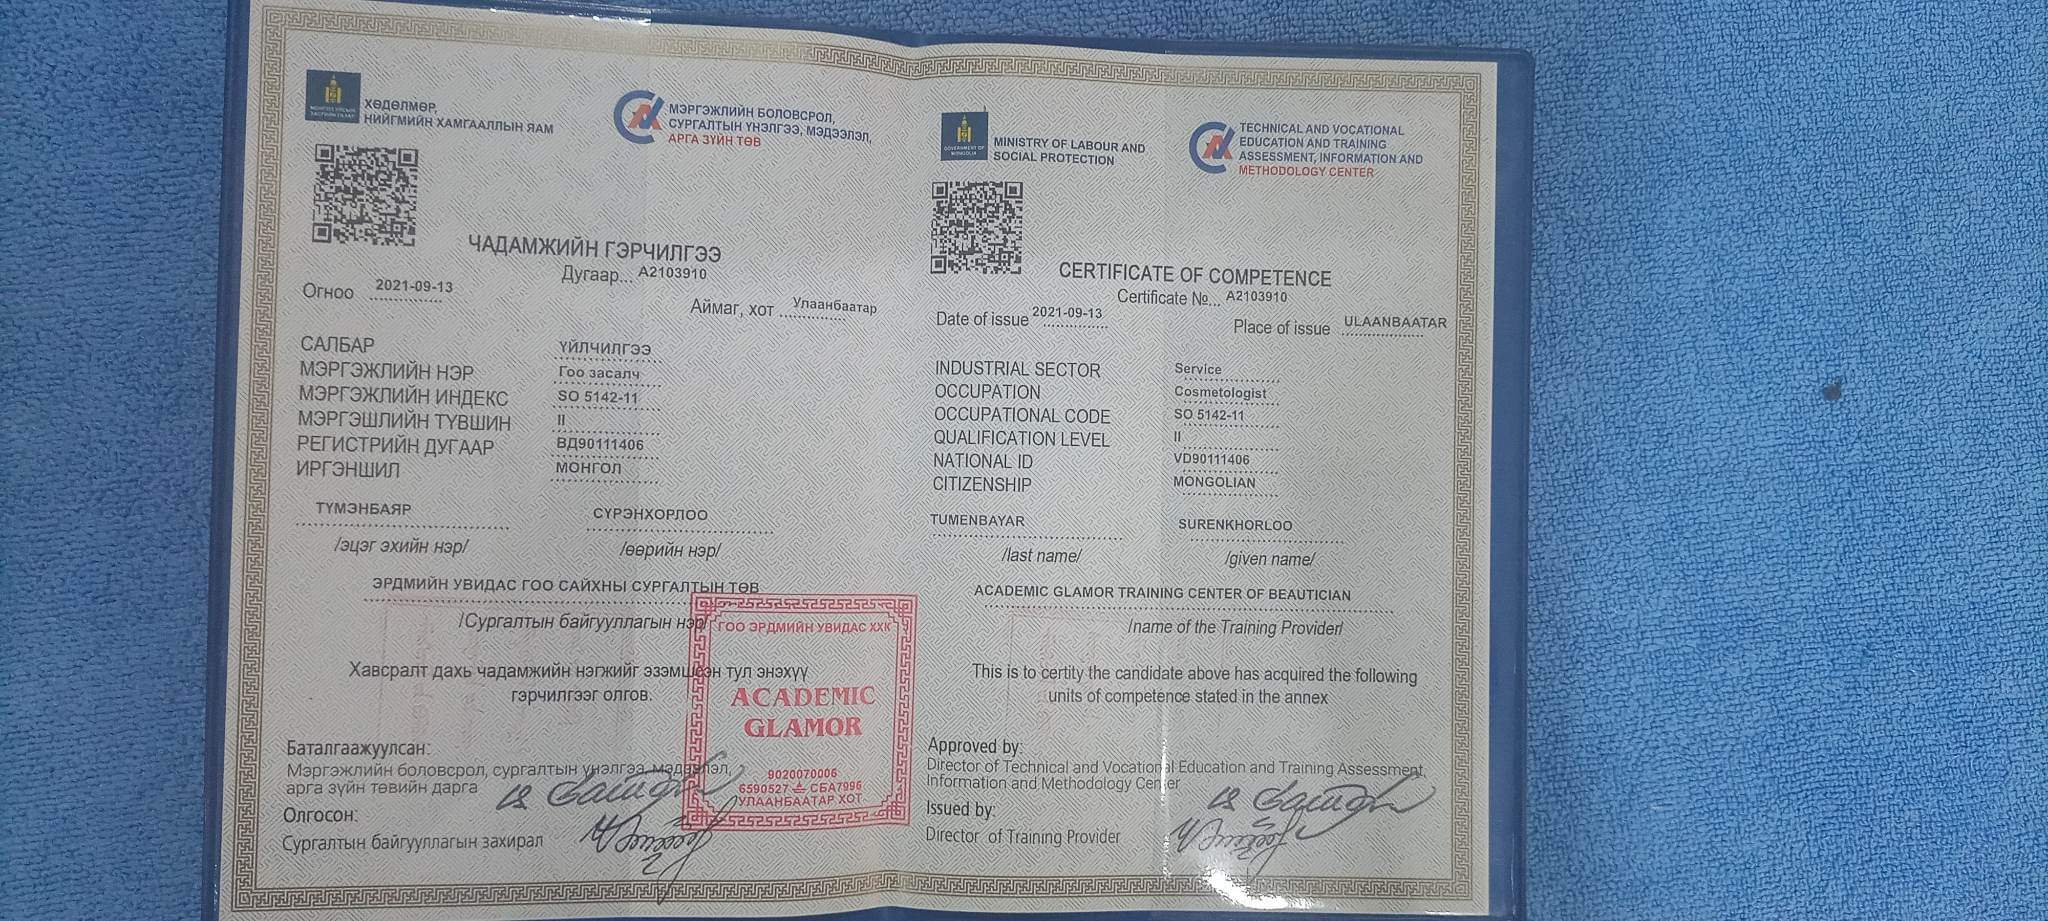 МОНГОЛ УЛСЫН
ЗАСГИЙН ГАЗАР
ХӨДӨЛМӨР,
НИЙГМИЙН ХАМГААЛЛЫН ЯАМ
МЭРГЭЖЛИЙН БОЛОВСРОЛ,
СУРГАЛТЫН ҮНЭЛГЭЭ, МЭДЭЭЛЭЛ,
АРГА ЗҮЙН ТӨВ
ЧАДАМЖИЙН ГЭРЧИЛГЭЭ
Дугаар... A2103910
Огноо 2021-09-13
Аймаг, хот Улаанбаатар
САЛБАР ҮЙЛЧИЛГЭЭ
МЭРГЭЖЛИЙН НЭР Гоо засалч
МЭРГЭЖЛИЙН ИНДЕКС SO 5142-11
МЭРГЭШЛИЙН ТҮВШИН II
РЕГИСТРИЙН ДУГААР ВД90111406
ИРГЭНШИЛ МОНГОЛ
ТҮМЭНБАЯР СҮРЭНХОРЛОО
/эцэг эхийн нэр/ /өөрийн нэр/
ЭРДМИЙН УВИДАС ГОО САЙХНЫ СУРГАЛТЫН ТӨВ
/Сургалтын байгууллагын нэр/
Хавсралт дахь чадамжийн нэгжийг эзэмшсэн тул энэхүү
гэрчилгээг олгов.
Баталгаажуулсан:
Мэргэжлийн боловсрол, сургалтын үнэлгээ, мэдээлэл,
арга зүйн төвийн дарга
Олгосон:
Сургалтын байгууллагын захирал
ГОО ЭРДМИЙН УВИДАС ХХК
ACADEMIC
GLAMOR
9020070006
6590527 СБА7996
УЛААНБААТАР ХОТ.
GOVERNMENT OF
MONGOLIA
MINISTRY OF LABOUR AND
SOCIAL PROTECTION
TECHNICAL AND VOCATIONAL
EDUCATION AND TRAINING
ASSESSMENT, INFORMATION AND
METHODOLOGY CENTER
CERTIFICATE OF COMPETENCE
Certificate №... A2103910
Date of issue 2021-09-13
Place of issue ULAANBAATAR
INDUSTRIAL SECTOR Service
OCCUPATION Cosmetologist
OCCUPATIONAL CODE SO 5142-11
QUALIFICATION LEVEL II
NATIONAL ID VD90111406
CITIZENSHIP MONGOLIAN
TUMENBAYAR SURENKHORLOO
/last name/ /given name/
ACADEMIC GLAMOR TRAINING CENTER OF BEAUTICIAN
/name of the Training Provider/
This is to certity the candidate above has acquired the following
units of competence stated in the annex
Approved by:
Director of Technical and Vocational Education and Training Assessment,
Information and Methodology Center
Issued by:
Director of Training Provider